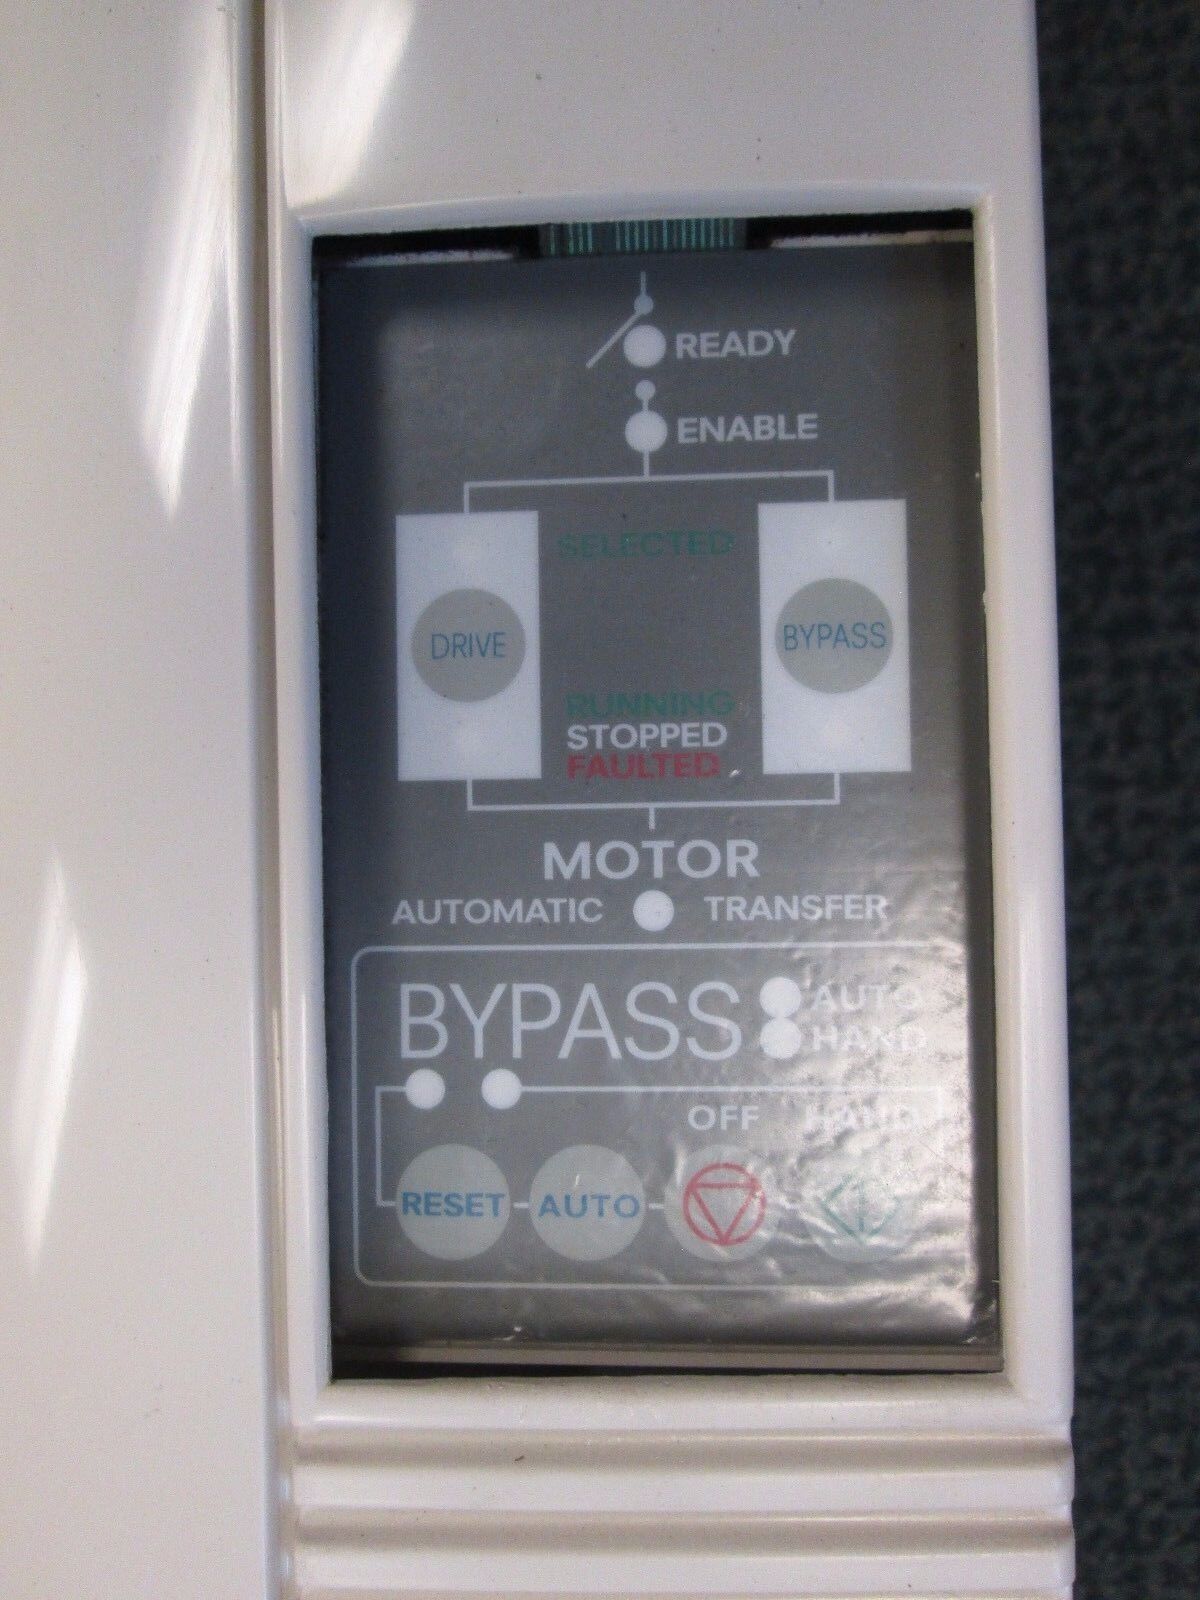 READY
ENABLE
SELECTED
DRIVE
BYPASS
RUNNING
STOPPED
FAULTED
MOTOR
AUTOMATIC TRANSFER
BYPASS
AUTO
HAND
OFF HAND
RESET AUTO